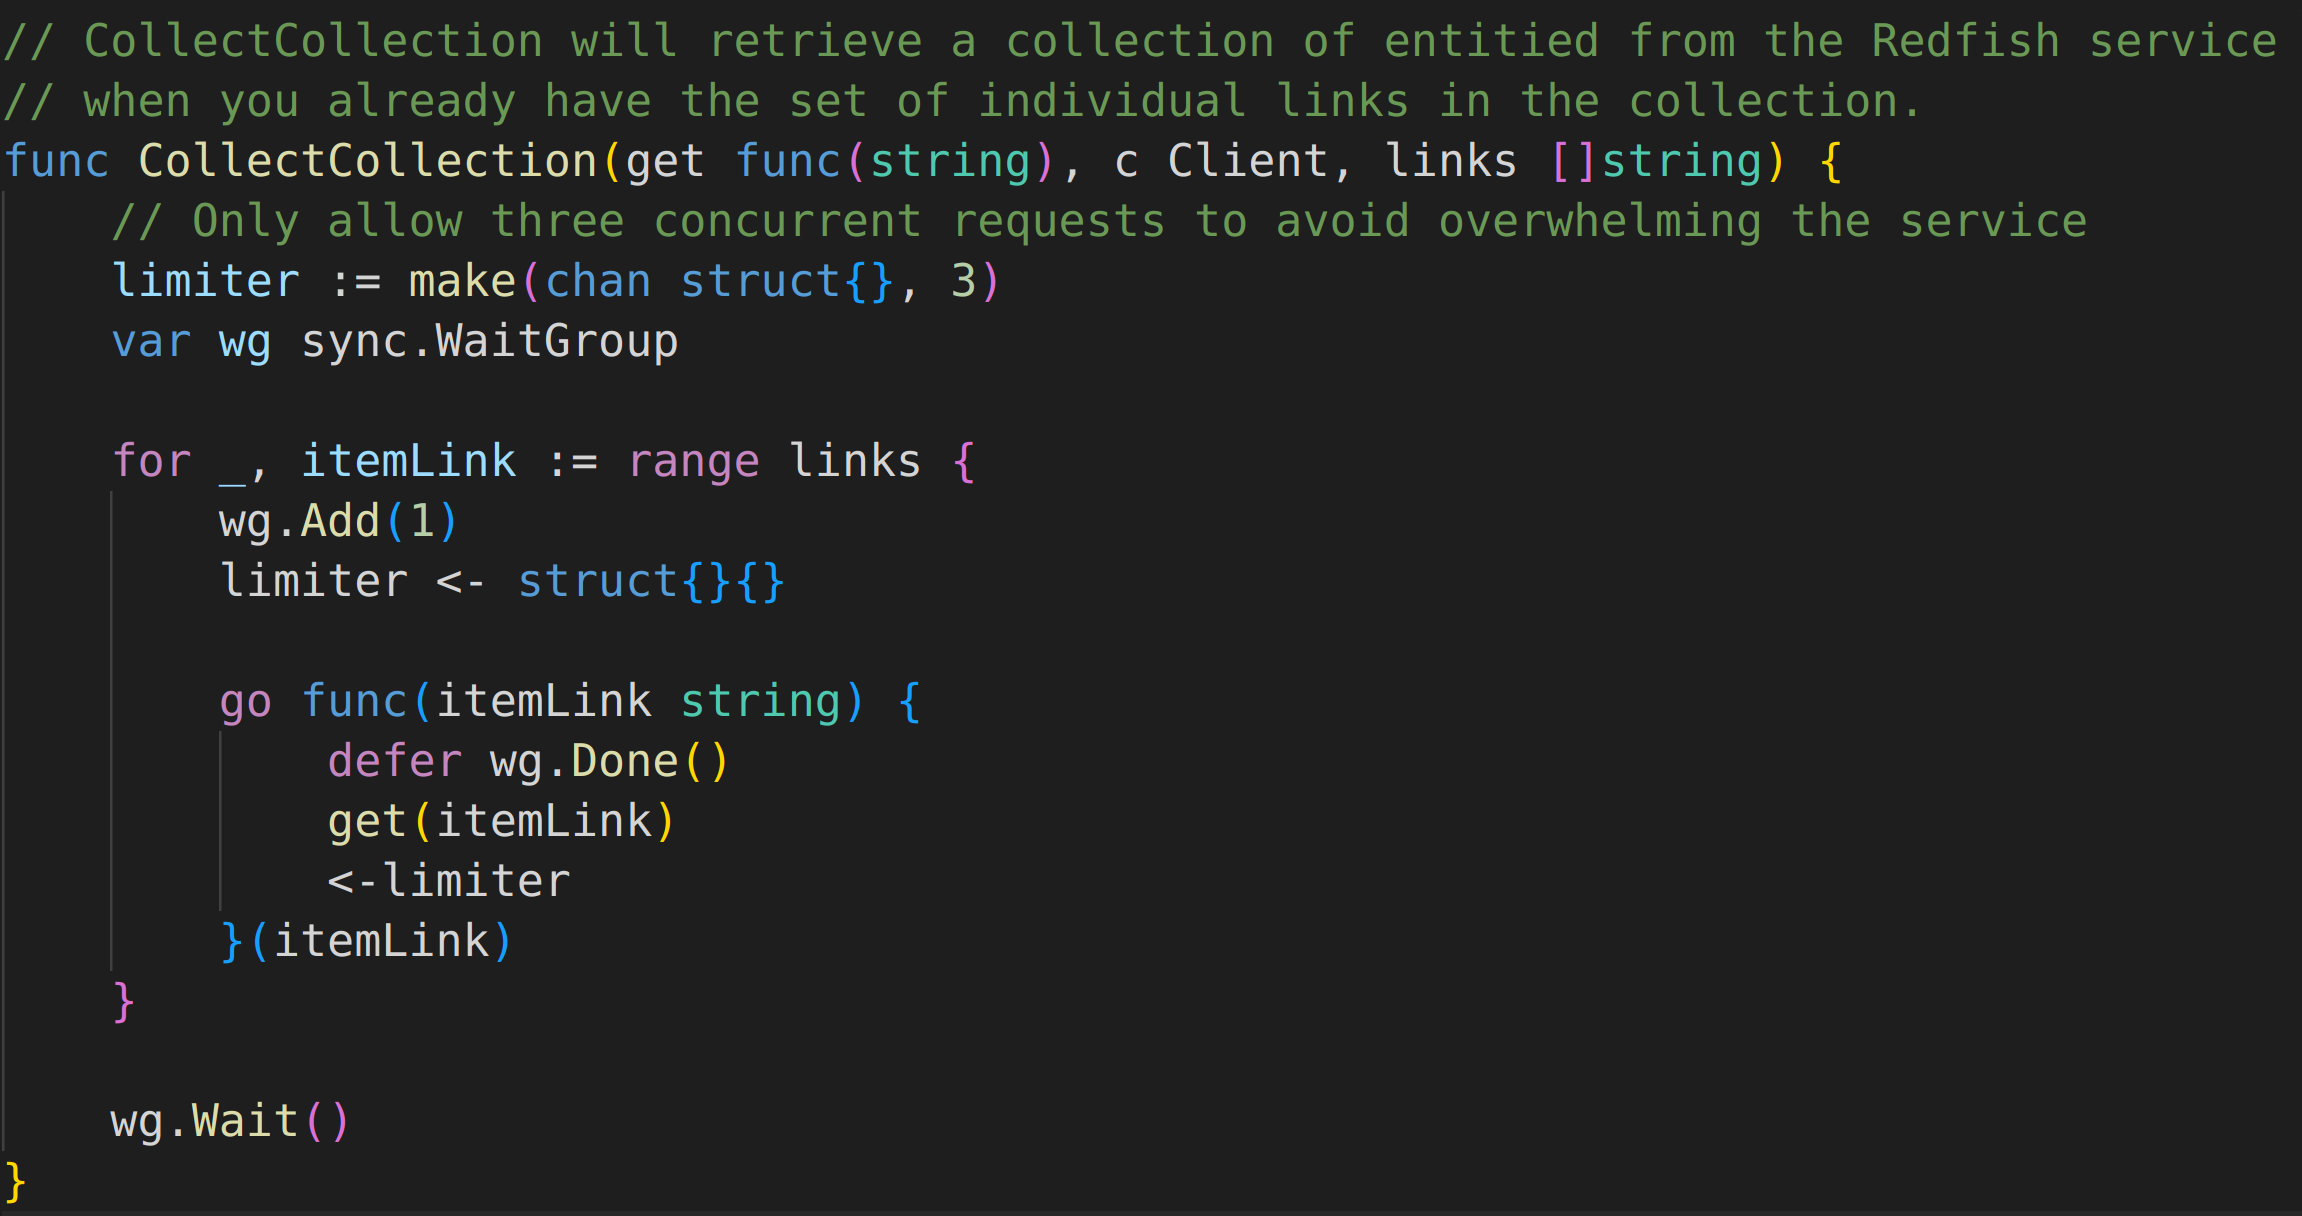 // CollectCollection will retrieve a collection of entitied from the Redfish service
// when you already have the set of individual links in the collection.
func CollectCollection(get func(string), c Client, links []string) {
    // Only allow three concurrent requests to avoid overwhelming the service
    limiter := make(chan struct{}, 3)
    var wg sync.WaitGroup

    for _, itemLink := range links {
        wg.Add(1)
        limiter <- struct{}{}

        go func(itemLink string) {
            defer wg.Done()
            get(itemLink)
            <-limiter
        }(itemLink)
    }

    wg.Wait()
}